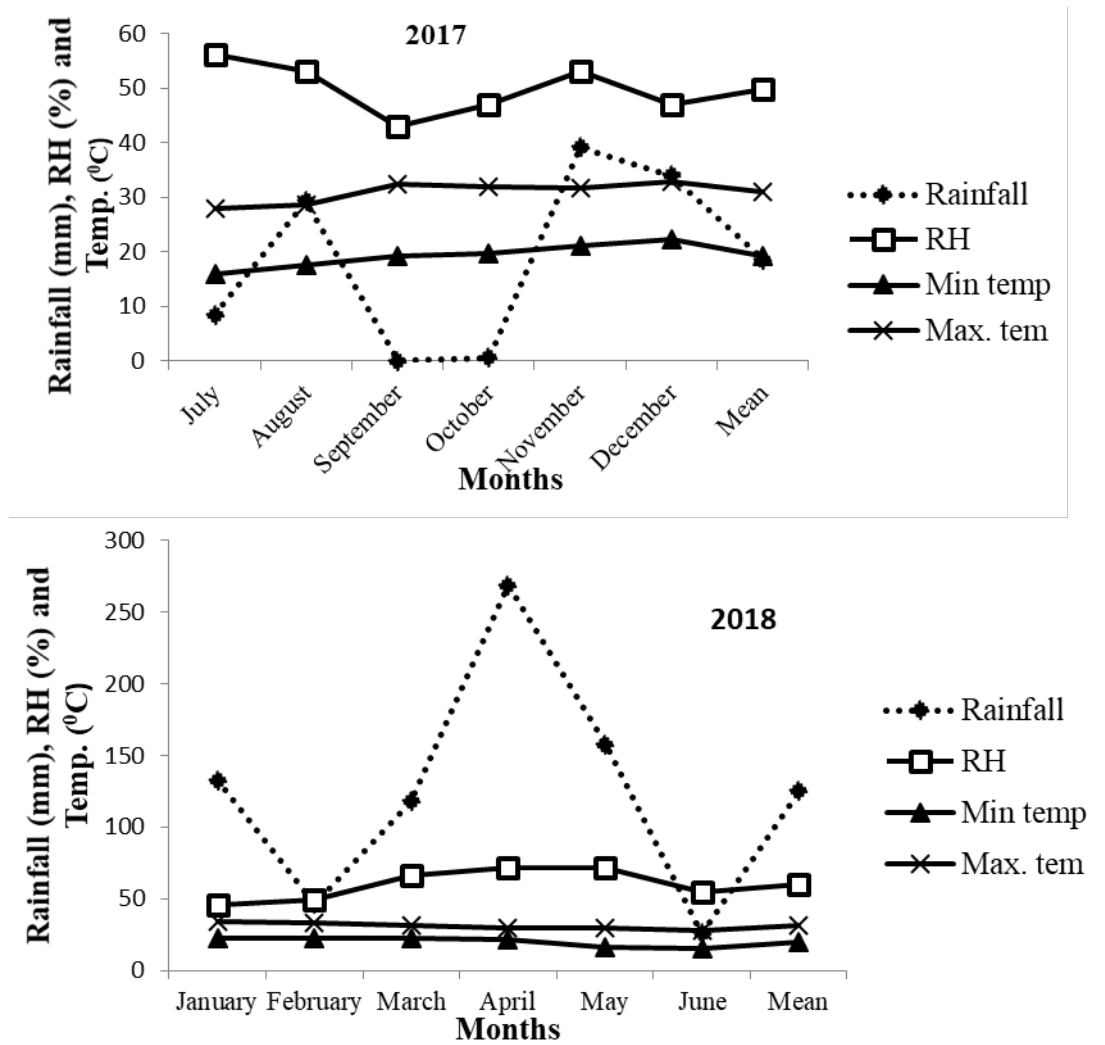 2017
Rainfall (mm), RH (%) and
Temp. (⁰C)
60
50
40
30
20
10
0
July
August
September
October
November
December
Mean
Months
Rainfall
RH
Min temp
Max. tem
2018
Rainfall (mm), RH (%) and
Temp. (⁰C)
300
250
200
150
100
50
0
January
February
March
April
May
June
Mean
Months
Rainfall
RH
Min temp
Max. tem